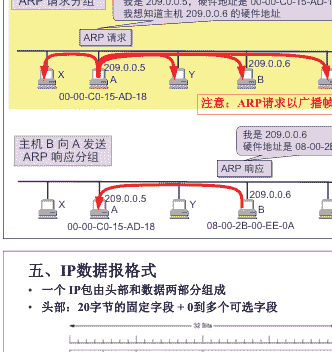 ARP 请求分组
我是 209.0.0.5，硬件地址是 00-00-C0-15-AD-1
我想知道主机 209.0.0.6 的硬件地址
ARP 请求
209.0.0.5
209.0.0.6
X
A
Y
B
00-00-C0-15-AD-18
注意：ARP请求以广播帧
主机 B 向 A 发送
ARP 响应分组
我是 209.0.0.6
硬件地址是 08-00-2B
ARP 响应
209.0.0.5
209.0.0.6
X
A
Y
B
00-00-C0-15-AD-18
08-00-2B-00-EE-0A
五、IP数据报格式
• 一个 IP包由头部和数据两部分组成
• 头部：20字节的固定字段 + 0到多个可选字段
32 Bits